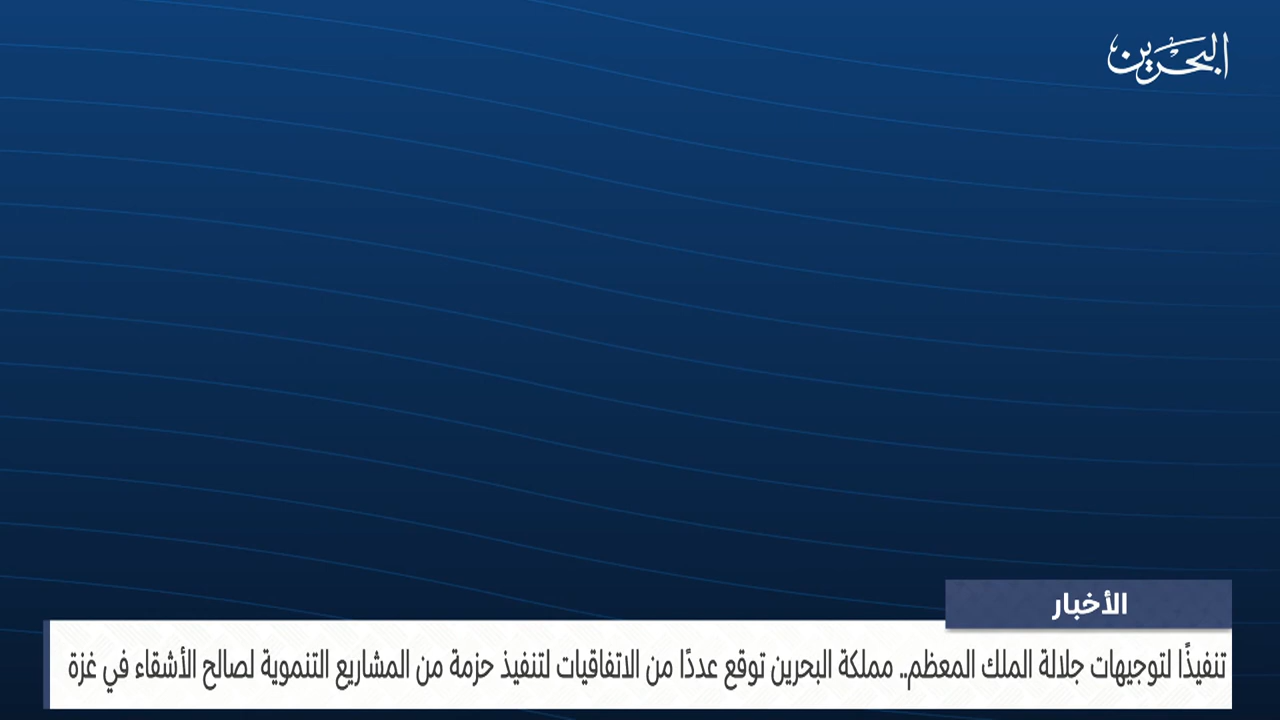 البحرين
الأخبار
تنفيذًا لتوجيهات جلالة الملك المعظم.. مملكة البحرين توقع عددًا من الاتفاقيات لتنفيذ حزمة من المشاريع التنموية لصالح الأشقاء في غزة